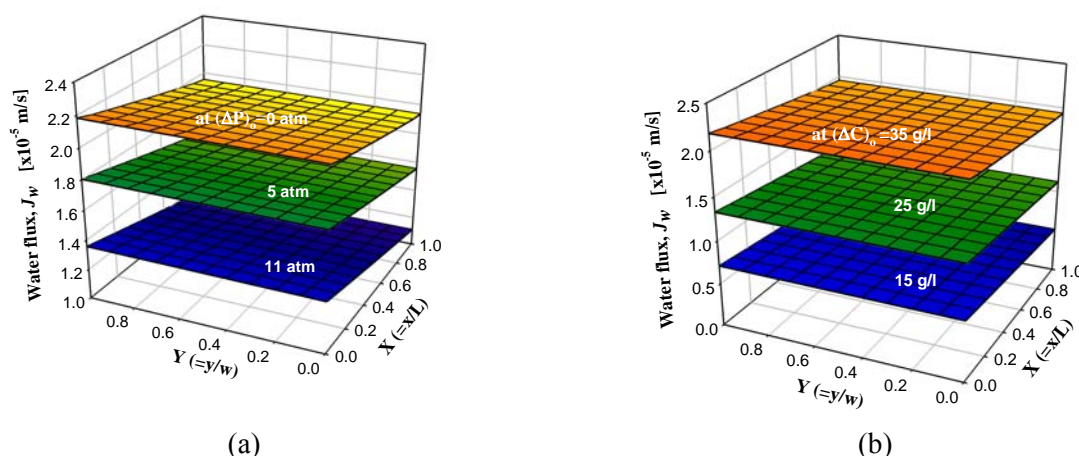 2.4
2.2
2.0
1.8
1.6
1.4
1.2
1.0
Water flux, J_w [x10⁻⁵ m/s]
at (ΔP)ₒ=0 atm
5 atm
11 atm
0.8
0.6
0.4
0.2
0.0
Y (=y/w)
0.0
0.2
0.4
0.6
0.8
1.0
X (=x/L)
(a)
2.5
2.0
1.5
1.0
0.5
0.0
Water flux, J_w [x10⁻⁵ m/s]
at (ΔC)ₒ =35 g/l
25 g/l
15 g/l
0.8
0.6
0.4
0.2
0.0
Y (=y/w)
0.0
0.2
0.4
0.6
0.8
1.0
X (=x/L)
(b)